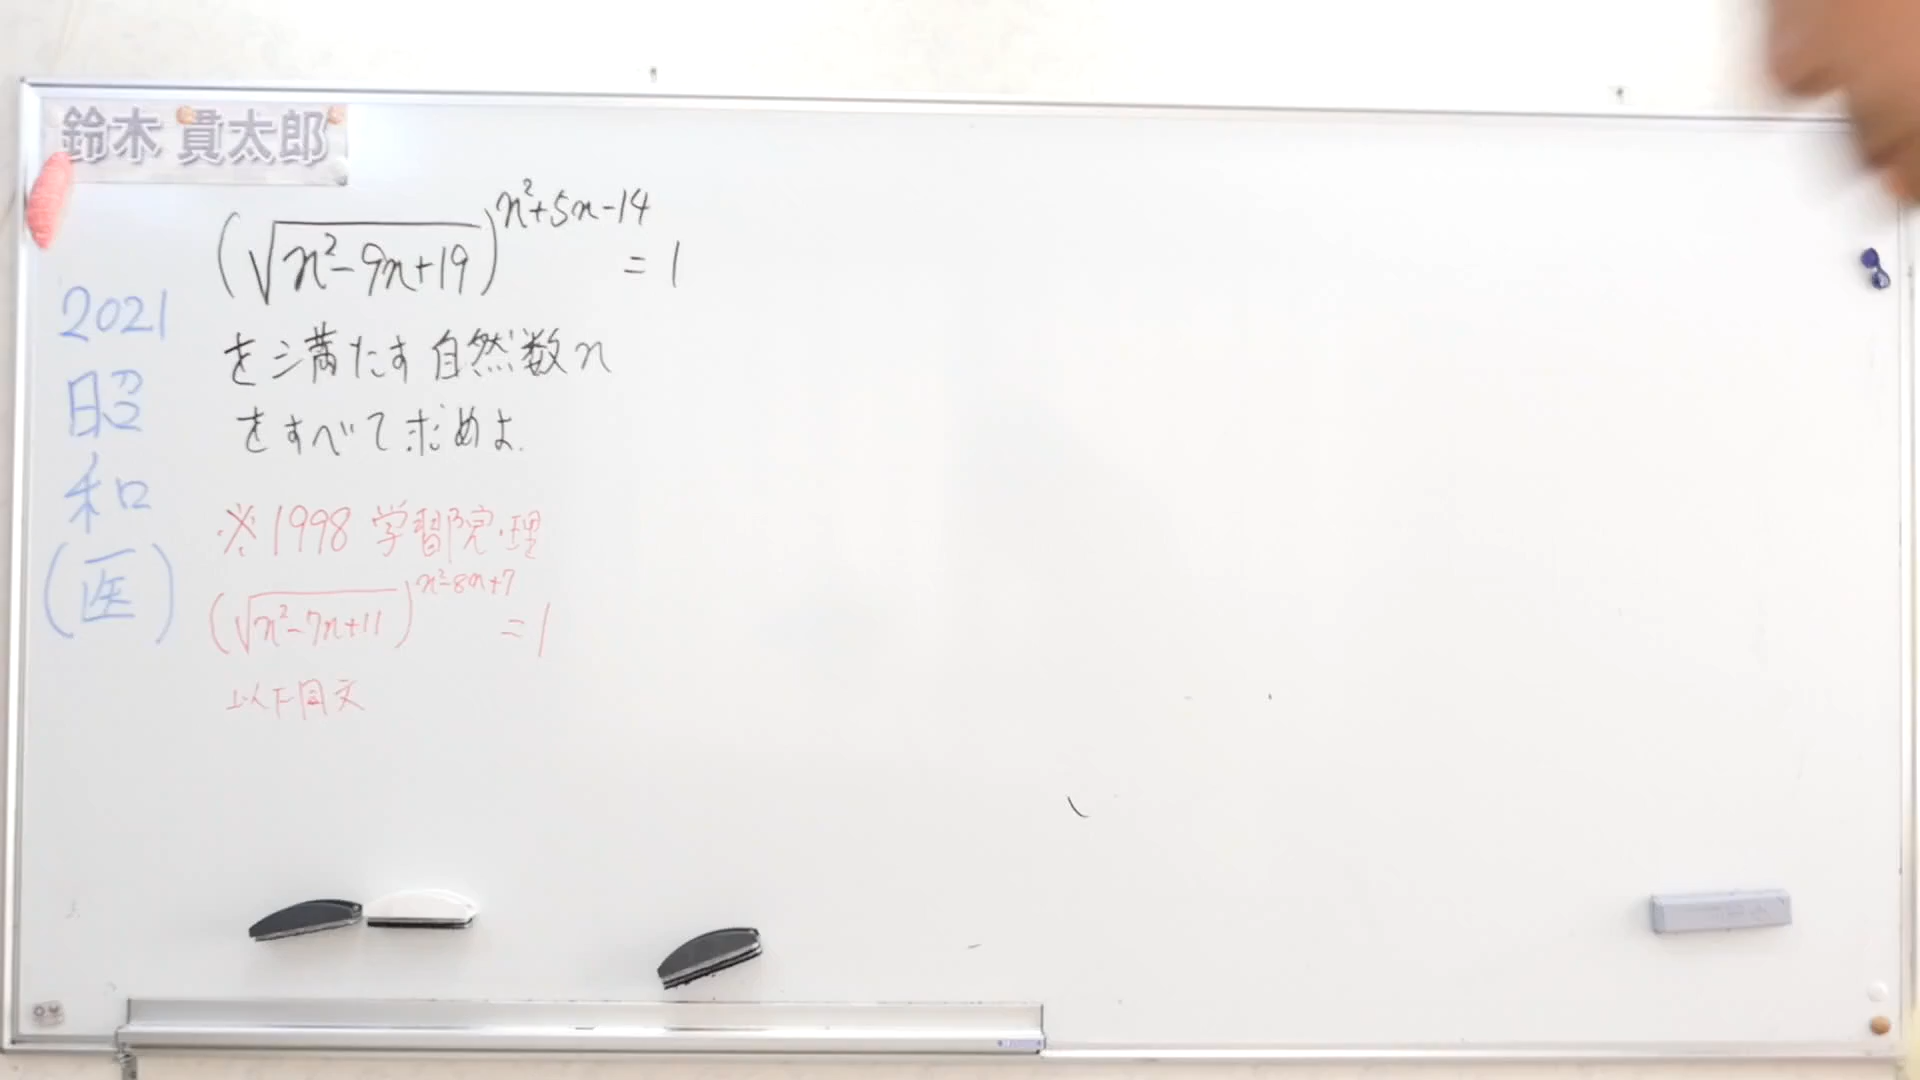 鈴木貫太郎
2021
昭
和
(医)
(√(n²-9n+19))^(n²+5n-14) = 1
を満たす自然数n
をすべて求めよ.
※1998 学習院・理
(√(n²-7n+11))^(n²-8n+7) = 1
以下同文